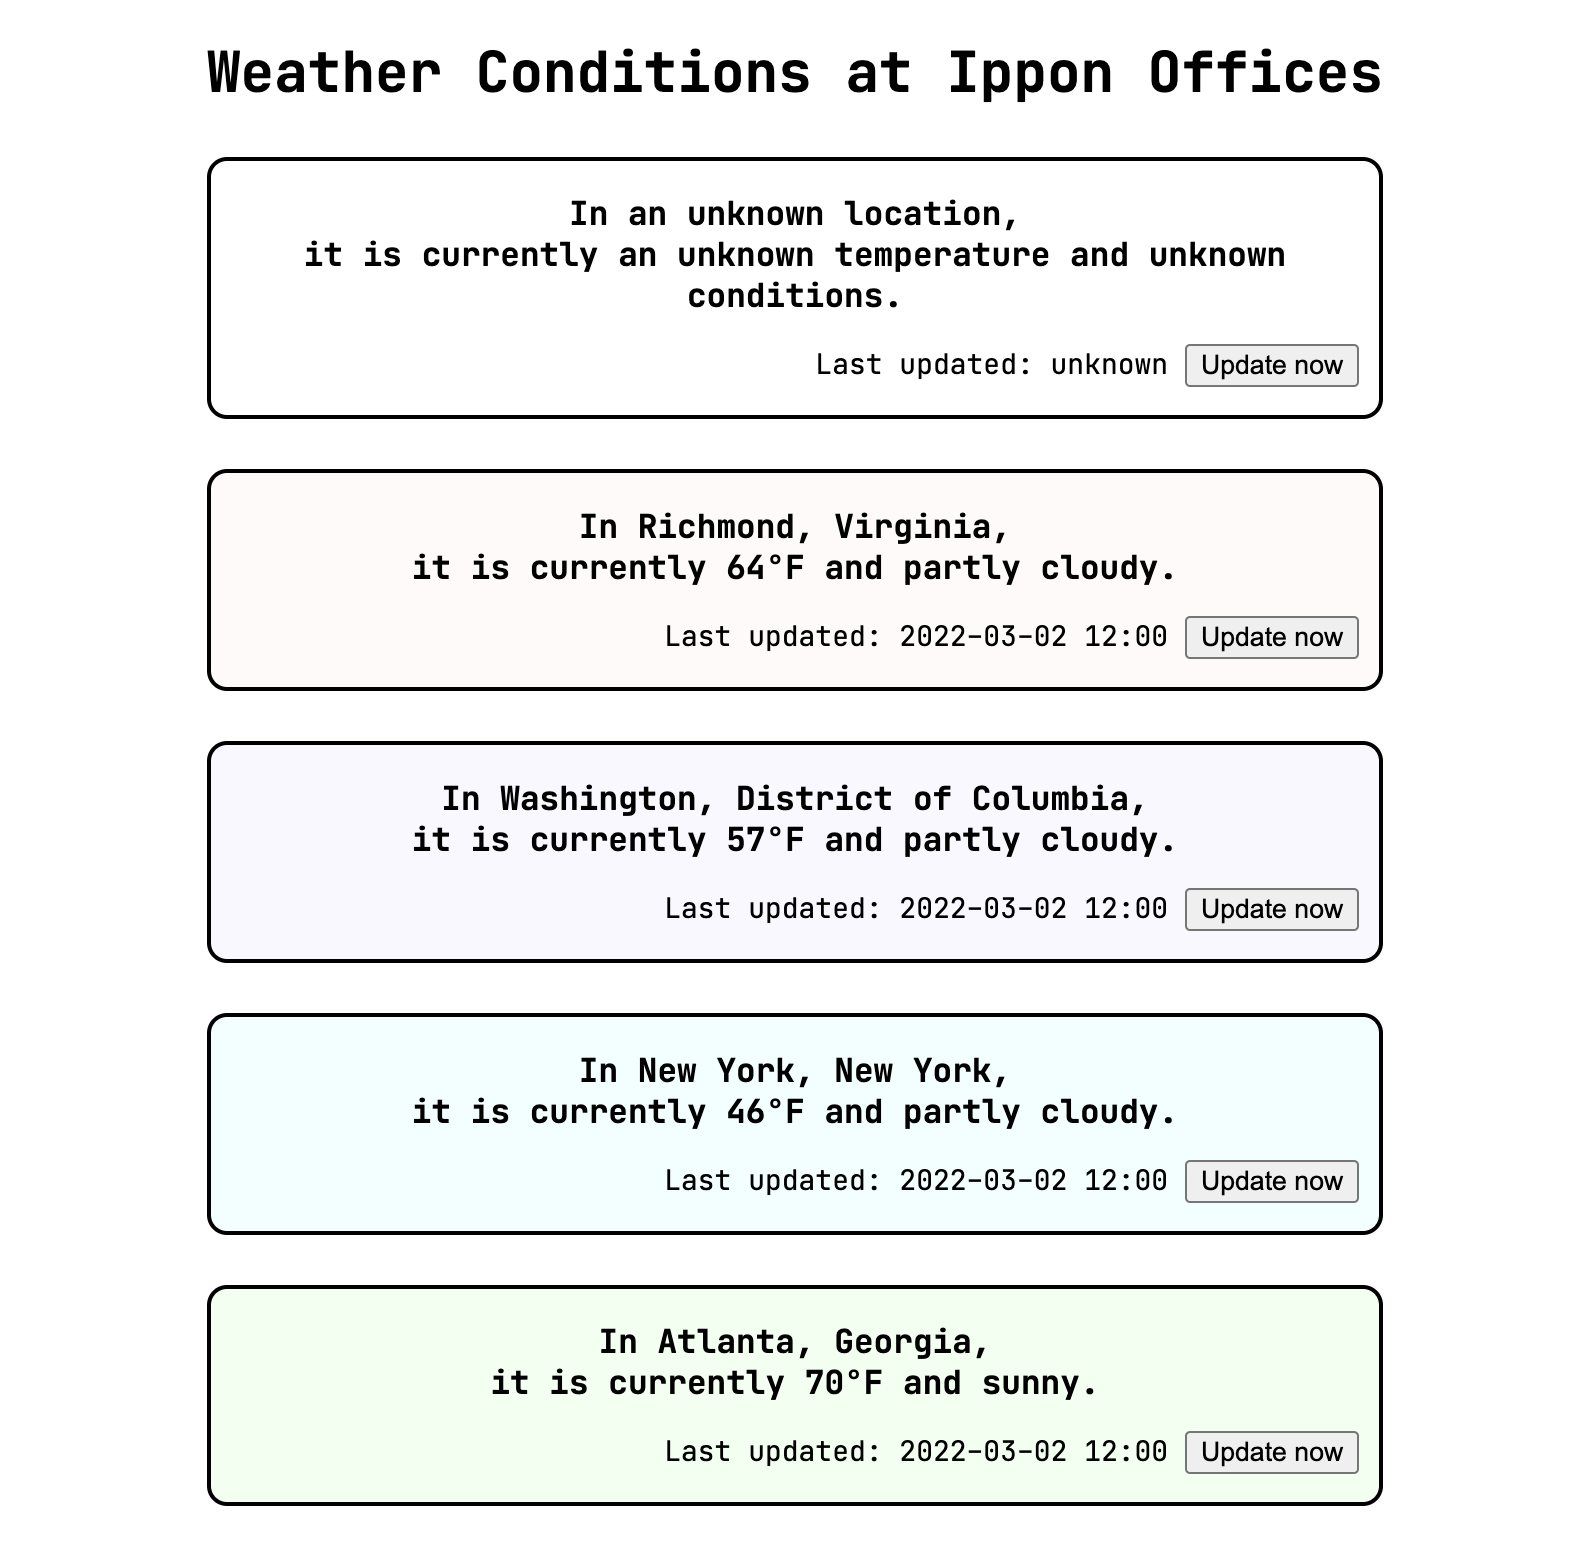 Weather Conditions at Ippon Offices
In an unknown location,
it is currently an unknown temperature and unknown
conditions.
Last updated: unknown Update now
In Richmond, Virginia,
it is currently 64°F and partly cloudy.
Last updated: 2022-03-02 12:00 Update now
In Washington, District of Columbia,
it is currently 57°F and partly cloudy.
Last updated: 2022-03-02 12:00 Update now
In New York, New York,
it is currently 46°F and partly cloudy.
Last updated: 2022-03-02 12:00 Update now
In Atlanta, Georgia,
it is currently 70°F and sunny.
Last updated: 2022-03-02 12:00 Update now